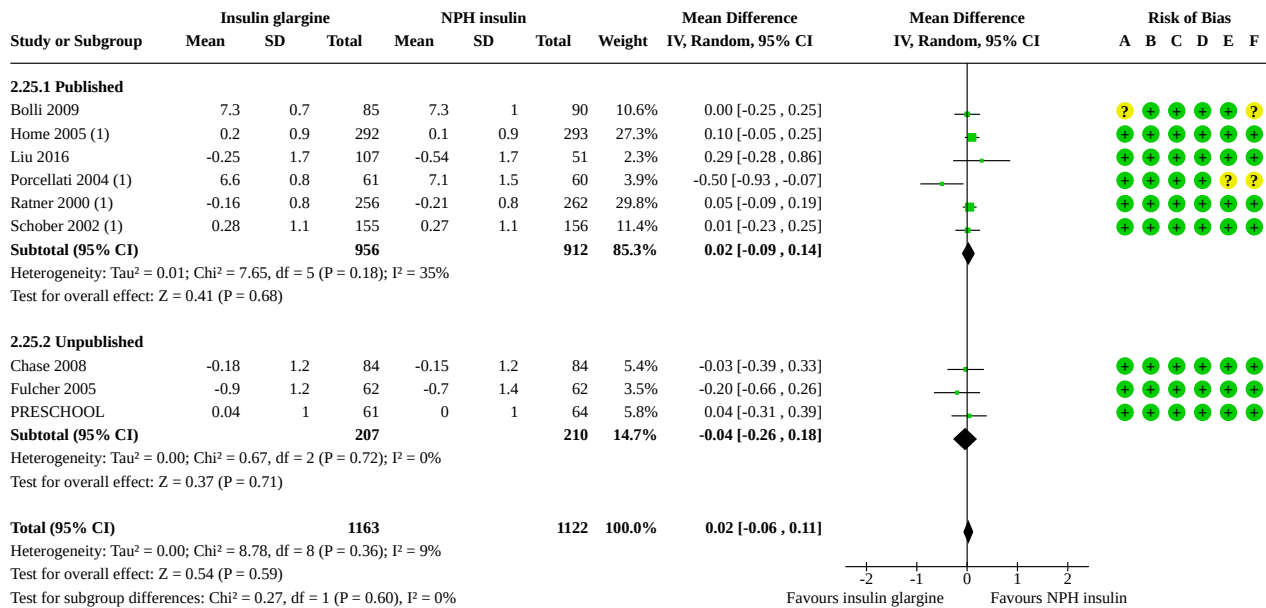 Insulin glargine NPH insulin Mean Difference Mean Difference Risk of Bias
Study or Subgroup Mean SD Total Mean SD Total Weight IV, Random, 95% CI IV, Random, 95% CI A B C D E F
2.25.1 Published
Bolli 2009 7.3 0.7 85 7.3 1 90 10.6% 0.00 [-0.25 , 0.25] ? + + + + ?
Home 2005 (1) 0.2 0.9 292 0.1 0.9 293 27.3% 0.10 [-0.05 , 0.25] + + + + + +
Liu 2016 -0.25 1.7 107 -0.54 1.7 51 2.3% 0.29 [-0.28 , 0.86] + + + + + +
Porcellati 2004 (1) 6.6 0.8 61 7.1 1.5 60 3.9% -0.50 [-0.93 , -0.07] + + + + ? ?
Ratner 2000 (1) -0.16 0.8 256 -0.21 0.8 262 29.8% 0.05 [-0.09 , 0.19] + + + + + +
Schober 2002 (1) 0.28 1.1 155 0.27 1.1 156 11.4% 0.01 [-0.23 , 0.25] + + + + + +
Subtotal (95% CI) 956 912 85.3% 0.02 [-0.09 , 0.14]
Heterogeneity: Tau² = 0.01; Chi² = 7.65, df = 5 (P = 0.18); I² = 35%
Test for overall effect: Z = 0.41 (P = 0.68)
2.25.2 Unpublished
Chase 2008 -0.18 1.2 84 -0.15 1.2 84 5.4% -0.03 [-0.39 , 0.33] + + + + + +
Fulcher 2005 -0.9 1.2 62 -0.7 1.4 62 3.5% -0.20 [-0.66 , 0.26] + + + + + +
PRESCHOOL 0.04 1 61 0 1 64 5.8% 0.04 [-0.31 , 0.39] + + + + + +
Subtotal (95% CI) 207 210 14.7% -0.04 [-0.26 , 0.18]
Heterogeneity: Tau² = 0.00; Chi² = 0.67, df = 2 (P = 0.72); I² = 0%
Test for overall effect: Z = 0.37 (P = 0.71)
Total (95% CI) 1163 1122 100.0% 0.02 [-0.06 , 0.11]
Heterogeneity: Tau² = 0.00; Chi² = 8.78, df = 8 (P = 0.36); I² = 9%
Test for overall effect: Z = 0.54 (P = 0.59)
-2 -1 0 1 2
Test for subgroup differences: Chi² = 0.27, df = 1 (P = 0.60), I² = 0%
Favours insulin glargine Favours NPH insulin